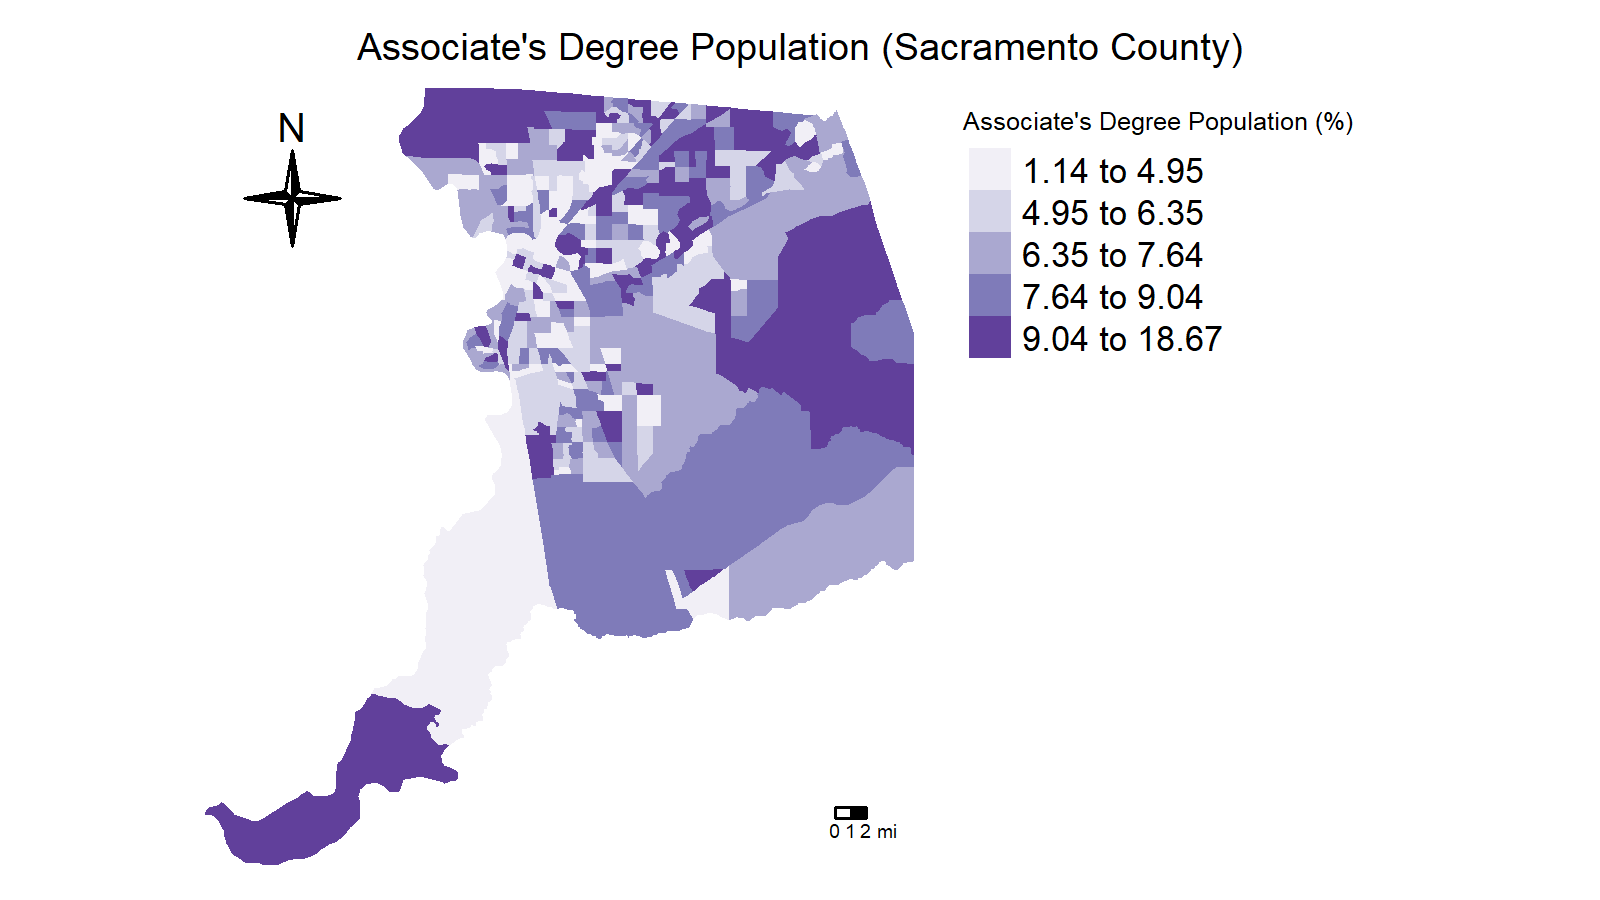 Associate's Degree Population (Sacramento County)
N
Associate's Degree Population (%)
1.14 to 4.95
4.95 to 6.35
6.35 to 7.64
7.64 to 9.04
9.04 to 18.67
0 1 2 mi